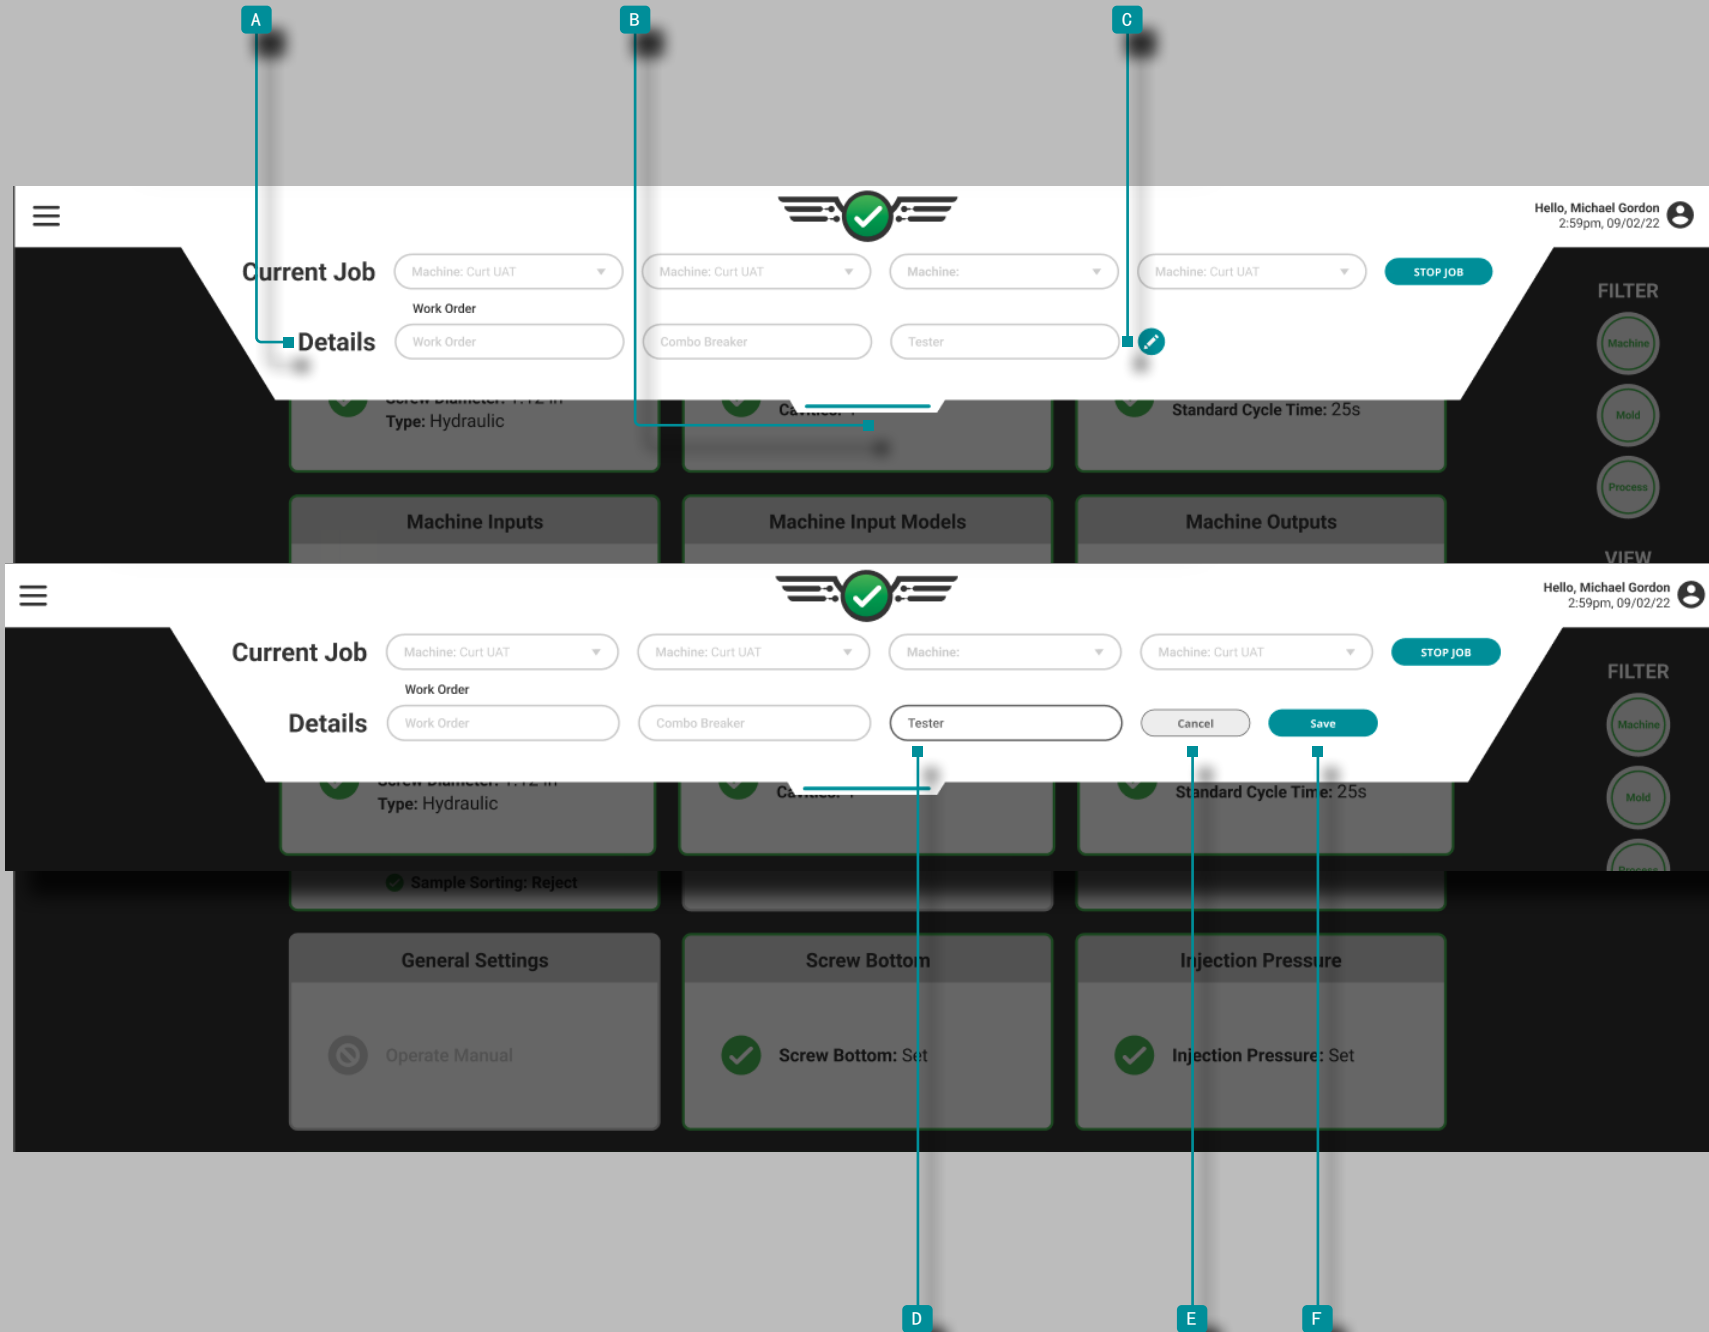 A
B
C
Hello, Michael Gordon
2:59pm, 09/02/22
Current Job
Machine: Curt UAT
Machine: Curt UAT
Machine:
Machine: Curt UAT
STOP JOB
Work Order
Details
Work Order
Combo Breaker
Tester
FILTER
Machine
Mold
Process
VIEW
Type: Hydraulic
Standard Cycle Time: 25s
Machine Inputs
Machine Input Models
Machine Outputs
Hello, Michael Gordon
2:59pm, 09/02/22
Current Job
Machine: Curt UAT
Machine: Curt UAT
Machine:
Machine: Curt UAT
STOP JOB
Work Order
Details
Work Order
Combo Breaker
Tester
Cancel
Save
FILTER
Machine
Mold
Process
Type: Hydraulic
Standard Cycle Time: 25s
Sample Sorting: Reject
General Settings
Screw Bottom
Injection Pressure
Operate Manual
Screw Bottom: Set
Injection Pressure: Set
D
E
F